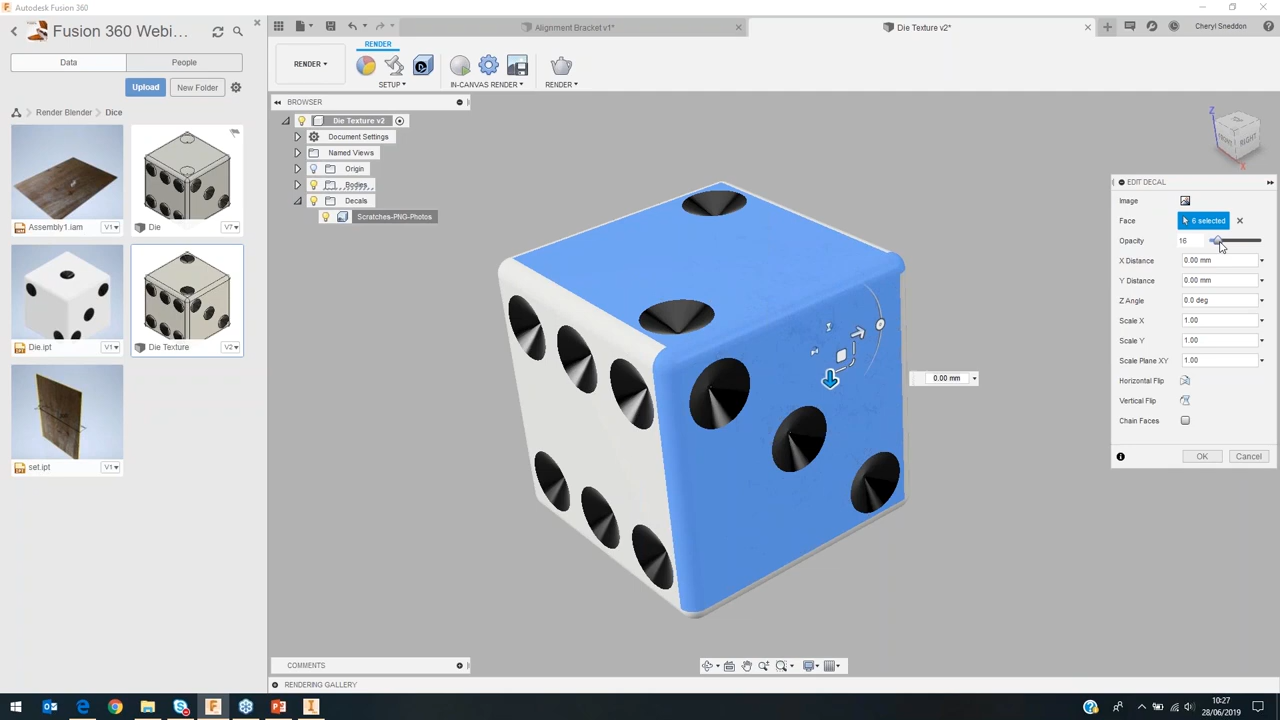 Autodesk Fusion 360
Fusion 360 Webi...
Data
People
Upload
New Folder
Render Blender
Dice
Assembly1.iam
V1
Die
V7
Die.ipt
V1
Die Texture
V2
set.ipt
V1
Alignment Bracket v1*
Die Texture v2*
Cheryl Sneddon
RENDER
RENDER
SETUP
IN-CANVAS RENDER
RENDER
BROWSER
Die Texture v2
Document Settings
Named Views
Origin
Bodies
Decals
Scratches-PNG-Photos
Z
X
RIGHT
EDIT DECAL
Image
Face
6 selected
Opacity
16
X Distance
0.00 mm
Y Distance
0.00 mm
Z Angle
0.0 deg
Scale X
1.00
Scale Y
1.00
Scale Plane XY
1.00
Horizontal Flip
Vertical Flip
Chain Faces
OK
Cancel
0.00 mm
COMMENTS
RENDERING GALLERY
10:27
28/06/2019